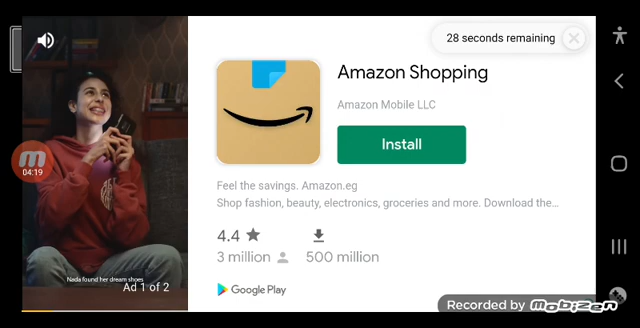 28 seconds remaining
Amazon Shopping
Amazon Mobile LLC
Install
Feel the savings. Amazon.eg
Shop fashion, beauty, electronics, groceries and more. Download the...
4.4
3 million
500 million
Google Play
04:19
Nada found her dream shoes
Ad 1 of 2
Recorded by Mobizen